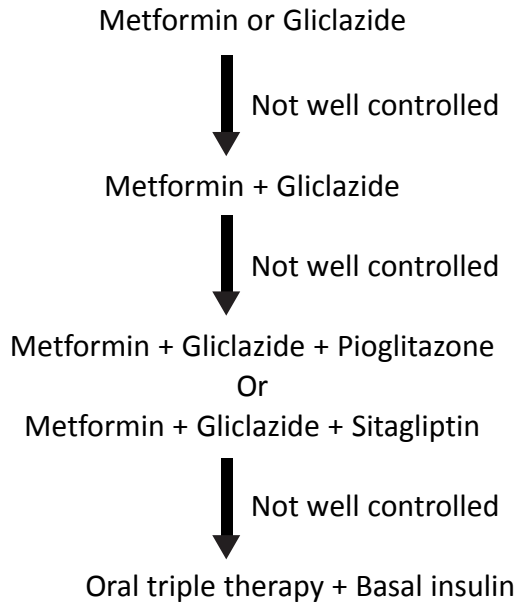 Metformin or Gliclazide
Not well controlled
Metformin + Gliclazide
Not well controlled
Metformin + Gliclazide + Pioglitazone
Or
Metformin + Gliclazide + Sitagliptin
Not well controlled
Oral triple therapy + Basal insulin